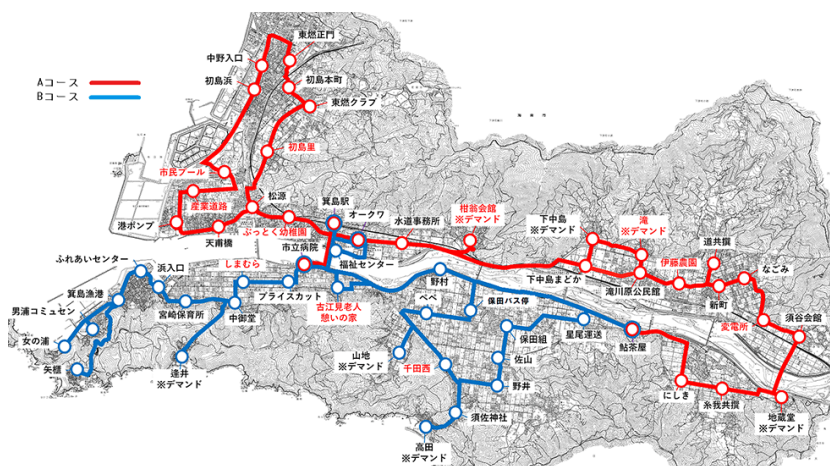 Aコース
Bコース
東燃正門
中野入口
初島浜
初島本町
東燃クラブ
初島里
市民プール
産業道路
松源
箕島駅
オークワ
港ポンプ
天甫橋
ぶっとく幼稚園
市立病院
水道事務所
柑翁会館
※デマンド
下中島
※デマンド
滝
※デマンド
道共撰
伊藤農園
なごみ
しまむら
福祉センター
ふれあいセンター
浜入口
プライスカット
古江見老人
憩いの家
野村
下中島まどか
滝川原公民館
新町
変電所
須谷会館
箕島漁港
男浦コミュセン
宮崎保育所
中御堂
べべ
保田バス停
保田組
星尾運送
鮎茶屋
女の浦
矢櫃
逢井
※デマンド
山地
※デマンド
千田西
佐山
野井
須佐神社
高田
※デマンド
にしき
糸我共撰
地蔵堂
※デマンド